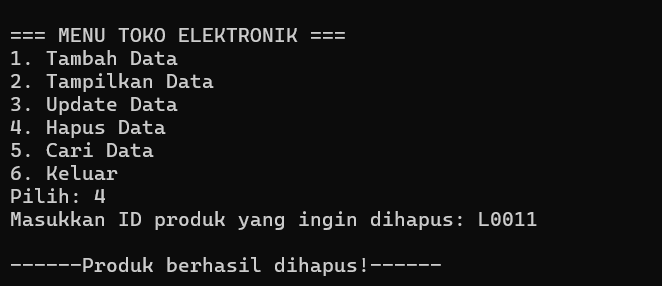 === MENU TOKO ELEKTRONIK ===
1. Tambah Data
2. Tampilkan Data
3. Update Data
4. Hapus Data
5. Cari Data
6. Keluar
Pilih: 4
Masukkan ID produk yang ingin dihapus: L0011
------Produk berhasil dihapus!------